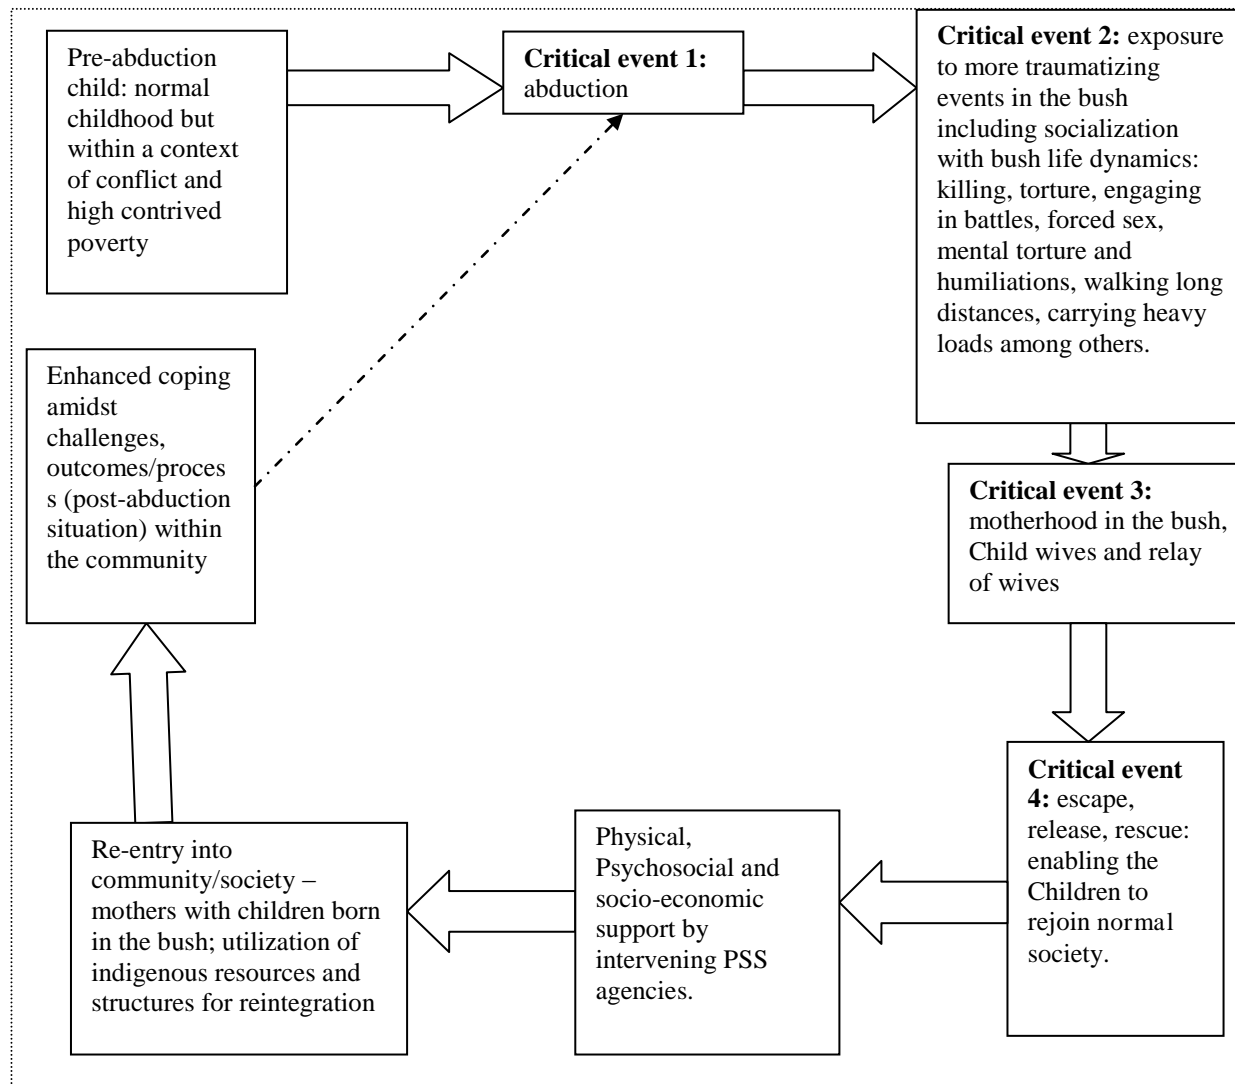 Pre-abduction
child: normal
childhood but
within a context
of conflict and
high contrived
poverty
Critical event 1:
abduction
Critical event 2: exposure
to more traumatizing
events in the bush
including socialization
with bush life dynamics:
killing, torture, engaging
in battles, forced sex,
mental torture and
humiliations, walking long
distances, carrying heavy
loads among others.
Critical event 3:
motherhood in the bush,
Child wives and relay
of wives
Critical event
4: escape,
release, rescue:
enabling the
Children to
rejoin normal
society.
Physical,
Psychosocial and
socio-economic
support by
intervening PSS
agencies.
Re-entry into
community/society –
mothers with children born
in the bush; utilization of
indigenous resources and
structures for reintegration
Enhanced coping
amidst
challenges,
outcomes/proces
s (post-abduction
situation) within
the community